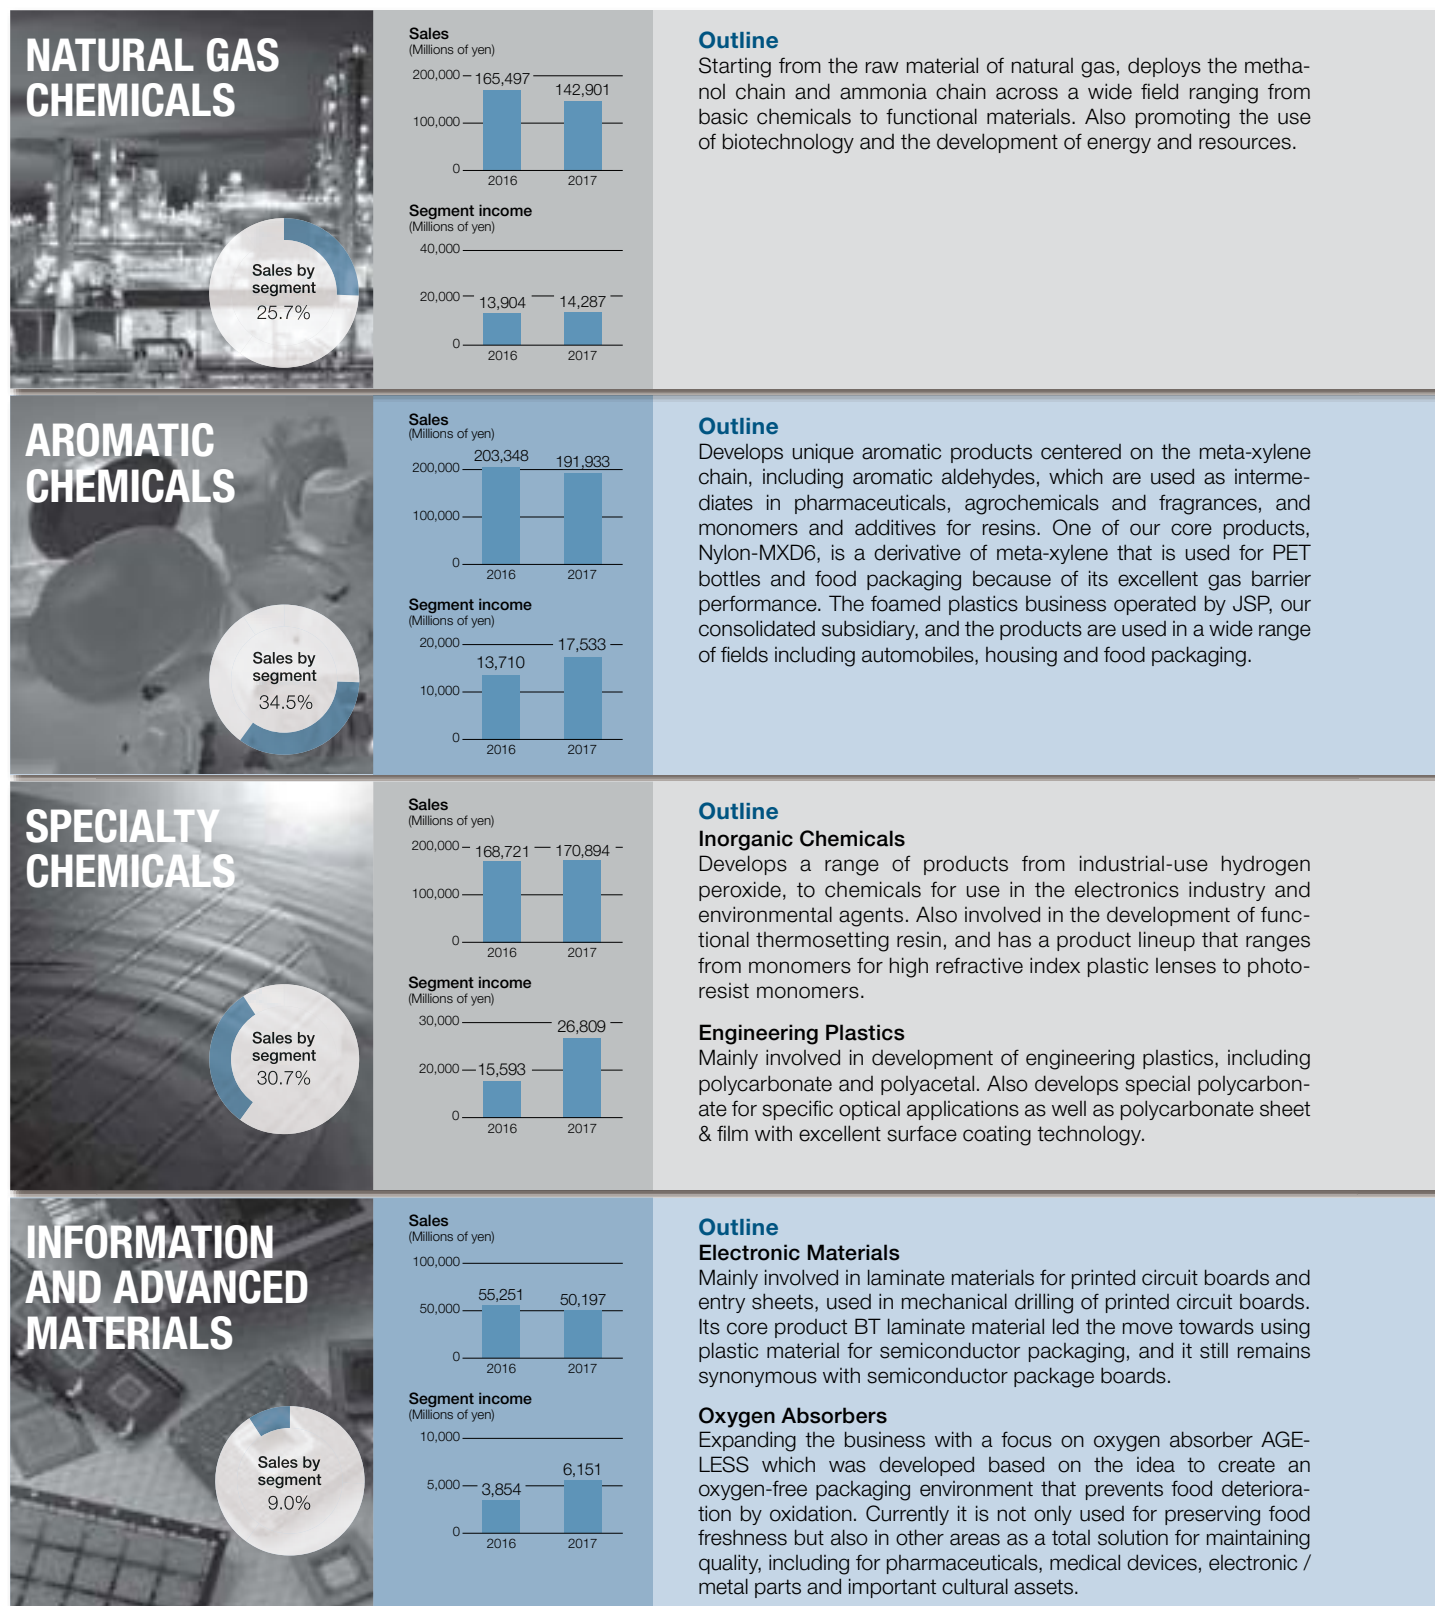 NATURAL GAS
CHEMICALS
Sales by
segment
25.7%
Sales
(Millions of yen)
200,000
165,497
142,901
100,000
0
2016 2017
Segment income
(Millions of yen)
40,000
20,000
13,904
14,287
0
2016 2017
Outline
Starting from the raw material of natural gas, deploys the metha-
nol chain and ammonia chain across a wide field ranging from
basic chemicals to functional materials. Also promoting the use
of biotechnology and the development of energy and resources.
AROMATIC
CHEMICALS
Sales by
segment
34.5%
Sales
(Millions of yen)
203,348
191,933
200,000
100,000
0
2016 2017
Segment income
(Millions of yen)
20,000
17,533
13,710
10,000
0
2016 2017
Outline
Develops unique aromatic products centered on the meta-xylene
chain, including aromatic aldehydes, which are used as interme-
diates in pharmaceuticals, agrochemicals and fragrances, and
monomers and additives for resins. One of our core products,
Nylon-MXD6, is a derivative of meta-xylene that is used for PET
bottles and food packaging because of its excellent gas barrier
performance. The foamed plastics business operated by JSP, our
consolidated subsidiary, and the products are used in a wide range
of fields including automobiles, housing and food packaging.
SPECIALTY
CHEMICALS
Sales by
segment
30.7%
Sales
(Millions of yen)
200,000
168,721
170,894
100,000
0
2016 2017
Segment income
(Millions of yen)
30,000
26,809
20,000
15,593
0
2016 2017
Outline
Inorganic Chemicals
Develops a range of products from industrial-use hydrogen
peroxide, to chemicals for use in the electronics industry and
environmental agents. Also involved in the development of func-
tional thermosetting resin, and has a product lineup that ranges
from monomers for high refractive index plastic lenses to photo-
resist monomers.
Engineering Plastics
Mainly involved in development of engineering plastics, including
polycarbonate and polyacetal. Also develops special polycarbon-
ate for specific optical applications as well as polycarbonate sheet
& film with excellent surface coating technology.
INFORMATION
AND ADVANCED
MATERIALS
Sales by
segment
9.0%
Sales
(Millions of yen)
100,000
55,251
50,197
50,000
0
2016 2017
Segment income
(Millions of yen)
10,000
6,151
5,000
3,854
0
2016 2017
Outline
Electronic Materials
Mainly involved in laminate materials for printed circuit boards and
entry sheets, used in mechanical drilling of printed circuit boards.
Its core product BT laminate material led the move towards using
plastic material for semiconductor packaging, and it still remains
synonymous with semiconductor package boards.
Oxygen Absorbers
Expanding the business with a focus on oxygen absorber AGE-
LESS which was developed based on the idea to create an
oxygen-free packaging environment that prevents food deteriora-
tion by oxidation. Currently it is not only used for preserving food
freshness but also in other areas as a total solution for maintaining
quality, including for pharmaceuticals, medical devices, electronic /
metal parts and important cultural assets.